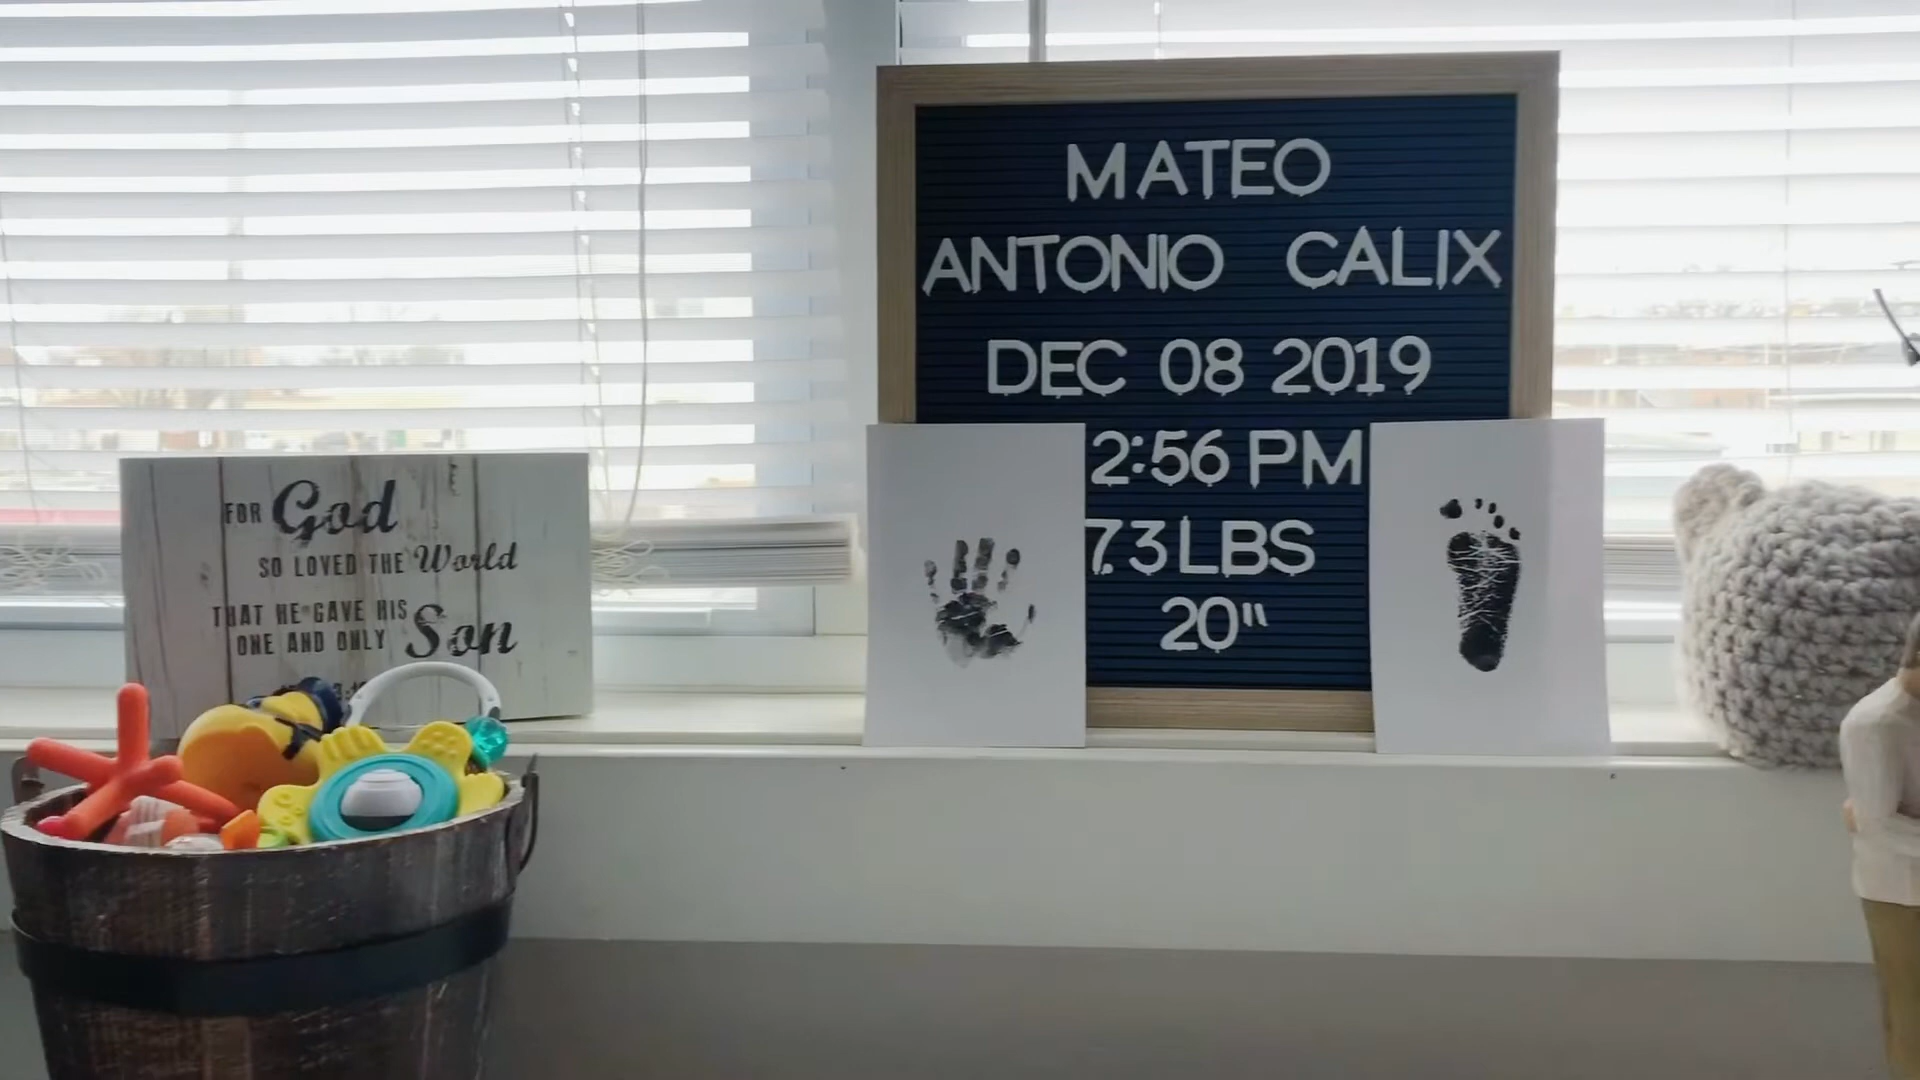 FOR God
SO LOVED THE World
THAT HE GAVE HIS
ONE AND ONLY Son
MATEO
ANTONIO CALIX
DEC 08 2019
2:56 PM
7.3 LBS
20"